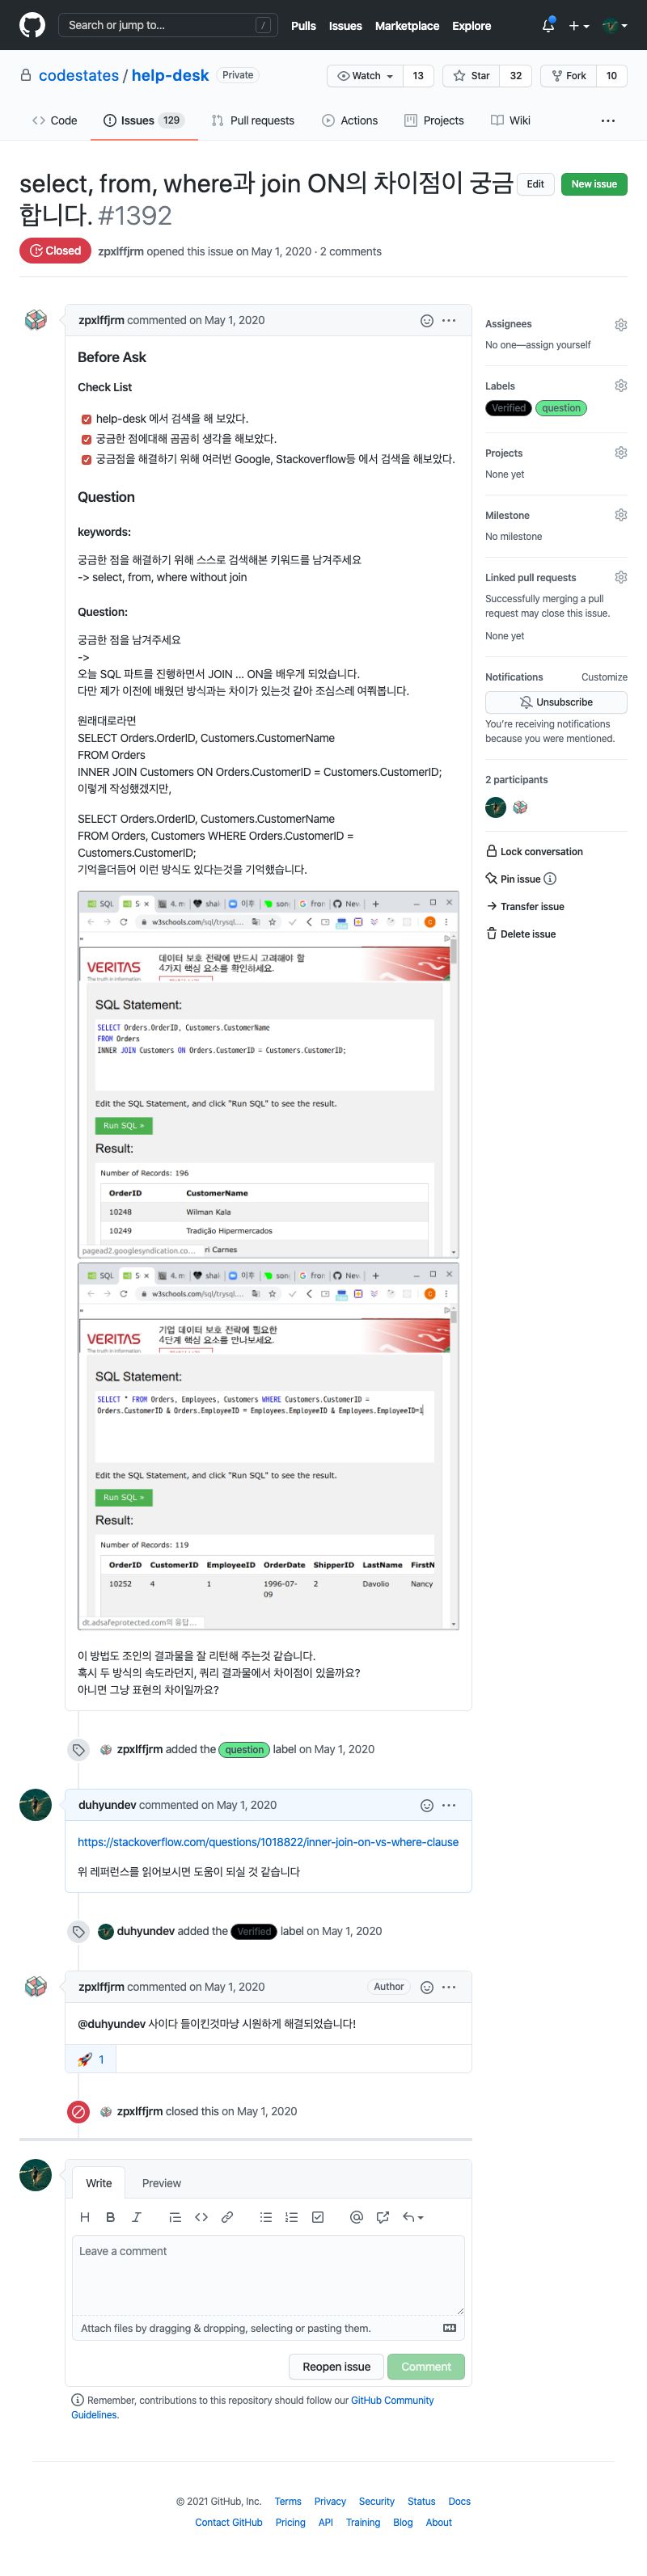 Search or jump to... /
Pulls Issues Marketplace Explore
codestates / help-desk Private
Watch 13 Star 32 Fork 10
Code Issues 129 Pull requests Actions Projects Wiki ...
select, from, where과 join ON의 차이점이 궁금
합니다. #1392
Edit New issue
Closed zpxlffjrm opened this issue on May 1, 2020 · 2 comments
zpxlffjrm commented on May 1, 2020
Before Ask
Check List
help-desk 에서 검색을 해 보았다.
궁금한 점에대해 곰곰히 생각을 해보았다.
궁금점을 해결하기 위해 여러번 Google, Stackoverflow등 에서 검색을 해보았다.
Question
keywords:
궁금한 점을 해결하기 위해 스스로 검색해본 키워드를 남겨주세요
-> select, from, where without join
Question:
궁금한 점을 남겨주세요
->
오늘 SQL 파트를 진행하면서 JOIN ... ON을 배우게 되었습니다.
다만 제가 이전에 배웠던 방식과는 차이가 있는것 같아 조심스레 여쭤봅니다.
원래대로라면
SELECT Orders.OrderID, Customers.CustomerName
FROM Orders
INNER JOIN Customers ON Orders.CustomerID = Customers.CustomerID;
이렇게 작성했겠지만,
SELECT Orders.OrderID, Customers.CustomerName
FROM Orders, Customers WHERE Orders.CustomerID =
Customers.CustomerID;
기억을더듬어 이런 방식도 있다는것을 기억했습니다.
SQL
w3schools.com/sql/trysql....
VERITAS
데이터 보호 전략에 반드시 고려해야 할
4가지 핵심 요소를 확인하세요.
SQL Statement:
SELECT Orders.OrderID, Customers.CustomerName
FROM Orders
INNER JOIN Customers ON Orders.CustomerID = Customers.CustomerID;
Edit the SQL Statement, and click "Run SQL" to see the result.
Run SQL »
Result:
Number of Records: 196
OrderID CustomerName
10248 Wilman Kala
10249 Tradição Hipermercados
pagead2.googlesyndication.co... ri Carnes
SQL
w3schools.com/sql/trysql....
VERITAS
기업 데이터 보호 전략에 필요한
4단계 핵심 요소를 만나보세요.
SQL Statement:
SELECT * FROM Orders, Employees, Customers WHERE Customers.CustomerID =
Orders.CustomerID & Orders.EmployeeID = Employees.EmployeeID & Employees.EmployeeID=1
Edit the SQL Statement, and click "Run SQL" to see the result.
Run SQL »
Result:
Number of Records: 119
OrderID CustomerID EmployeeID OrderDate ShipperID LastName FirstN
10252 4 1 1996-07-09 2 Davolio Nancy
dt.adsafeprotected.com의 응답...
이 방법도 조인의 결과물을 잘 리턴해 주는것 같습니다.
혹시 두 방식의 속도라던지, 쿼리 결과물에서 차이점이 있을까요?
아니면 그냥 표현의 차이일까요?
zpxlffjrm added the question label on May 1, 2020
duhyundev commented on May 1, 2020
https://stackoverflow.com/questions/1018822/inner-join-on-vs-where-clause
위 레퍼런스를 읽어보시면 도움이 되실 것 같습니다
duhyundev added the Verified label on May 1, 2020
zpxlffjrm commented on May 1, 2020 Author
@duhyundev 사이다 들이킨것마냥 시원하게 해결되었습니다!
1
zpxlffjrm closed this on May 1, 2020
Write Preview
Leave a comment
Attach files by dragging & dropping, selecting or pasting them.
Reopen issue Comment
Remember, contributions to this repository should follow our GitHub Community
Guidelines.
Assignees
No one—assign yourself
Labels
Verified question
Projects
None yet
Milestone
No milestone
Linked pull requests
Successfully merging a pull
request may close this issue.
None yet
Notifications Customize
Unsubscribe
You're receiving notifications
because you were mentioned.
2 participants
Lock conversation
Pin issue
Transfer issue
Delete issue
© 2021 GitHub, Inc. Terms Privacy Security Status Docs
Contact GitHub Pricing API Training Blog About